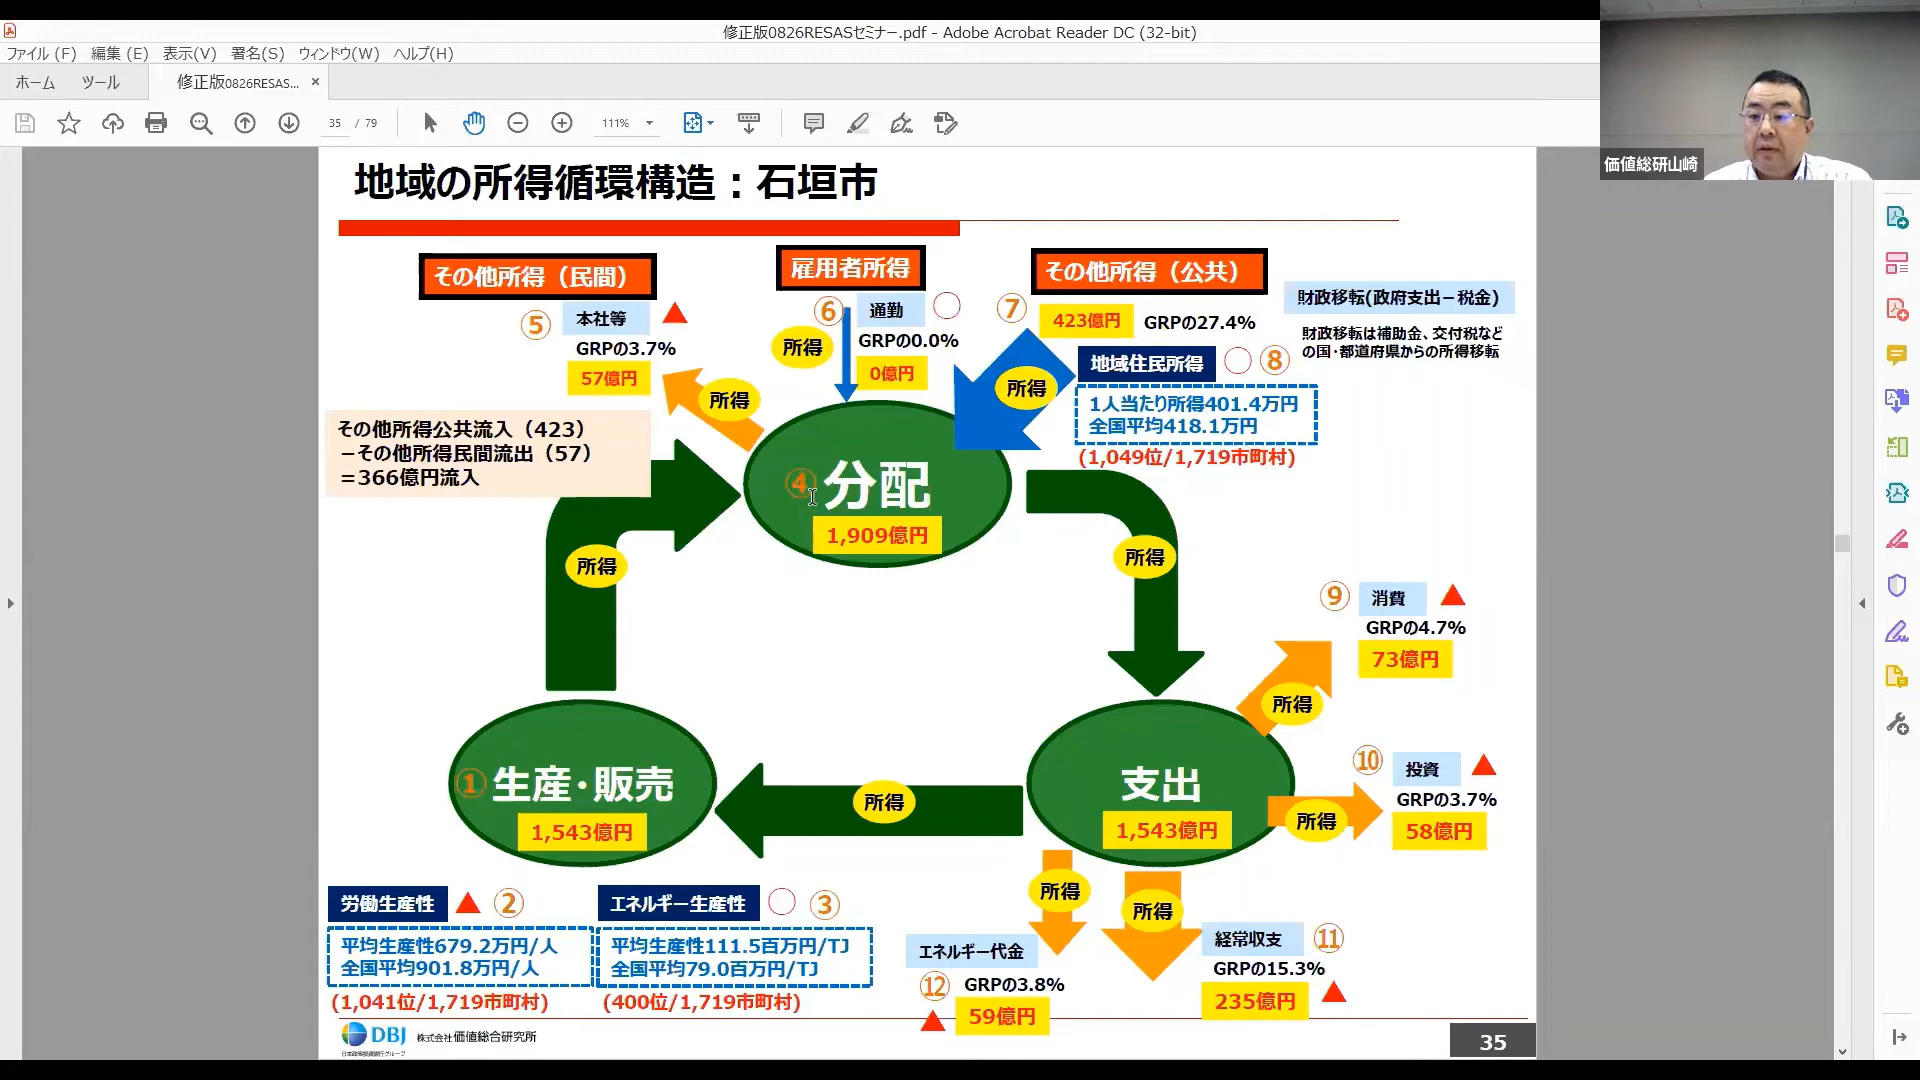 修正版0826RESASセミナー.pdf - Adobe Acrobat Reader DC (32-bit)
ファイル (F) 編集 (E) 表示(V) 署名(S) ウィンドウ(W) ヘルプ(H)
ホーム ツール 修正版0826RESAS... ×
35 / 79 111%
価値総研山崎
地域の所得循環構造：石垣市
その他所得（民間） 雇用者所得 その他所得（公共）
⑤ 本社等 ▲
GRPの3.7%
57億円
所得
⑥ 通勤 ○
所得 GRPの0.0%
0億円
⑦ 423億円 GRPの27.4%
所得
財政移転(政府支出－税金)
財政移転は補助金、交付税など
の国・都道府県からの所得移転
地域住民所得 ○ ⑧
1人当たり所得401.4万円
全国平均418.1万円
(1,049位/1,719市町村)
その他所得公共流入（423）
－その他所得民間流出（57）
＝366億円流入
④ 分配
1,909億円
所得
所得
⑨ 消費 ▲
GRPの4.7%
73億円
所得
⑩ 投資 ▲
GRPの3.7%
58億円
所得
① 生産・販売
1,543億円
所得
支出
1,543億円
労働生産性 ▲ ②
平均生産性679.2万円/人
全国平均901.8万円/人
(1,041位/1,719市町村)
エネルギー生産性 ○ ③
平均生産性111.5百万円/TJ
全国平均79.0百万円/TJ
(400位/1,719市町村)
所得
エネルギー代金
⑫ GRPの3.8%
▲ 59億円
所得
経常収支 ⑪
GRPの15.3%
235億円 ▲
DBJ 株式会社価値総合研究所
日本政策投資銀行グループ
35